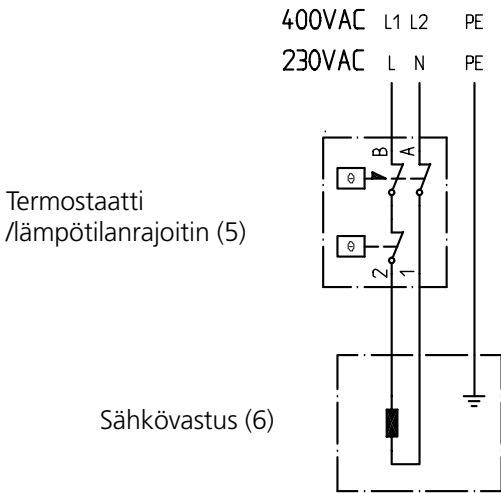 400VAC L1 L2 PE
230VAC L N PE
B A
θ
Termostaatti
/lämpötilanrajoitin (5)
θ
2 1
Sähkövastus (6)